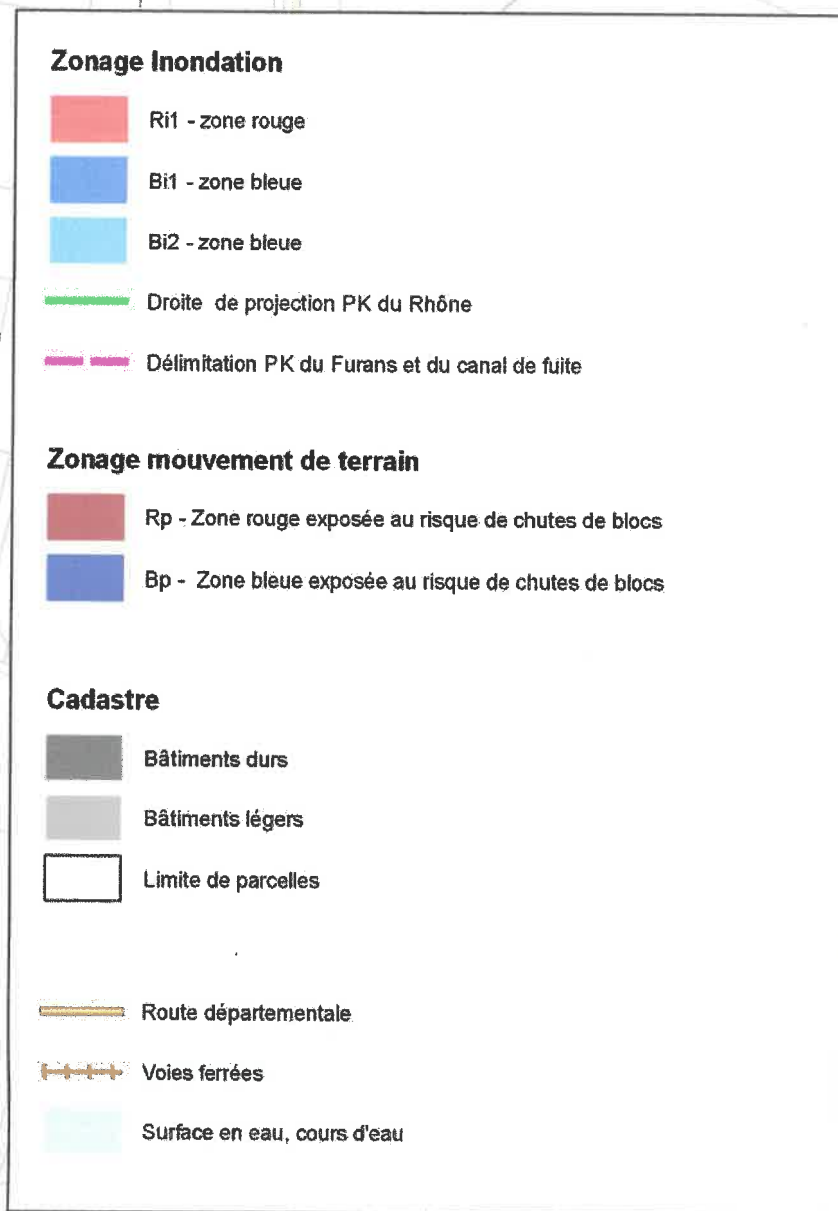 Zonage Inondation
Ri1 - zone rouge
Bi1 - zone bleue
Bi2 - zone bleue
Droite de projection PK du Rhône
Délimitation PK du Furans et du canal de fuite
Zonage mouvement de terrain
Rp - Zone rouge exposée au risque de chutes de blocs
Bp - Zone bleue exposée au risque de chutes de blocs
Cadastre
Bâtiments durs
Bâtiments légers
Limite de parcelles
Route départementale
Voies ferrées
Surface en eau, cours d'eau